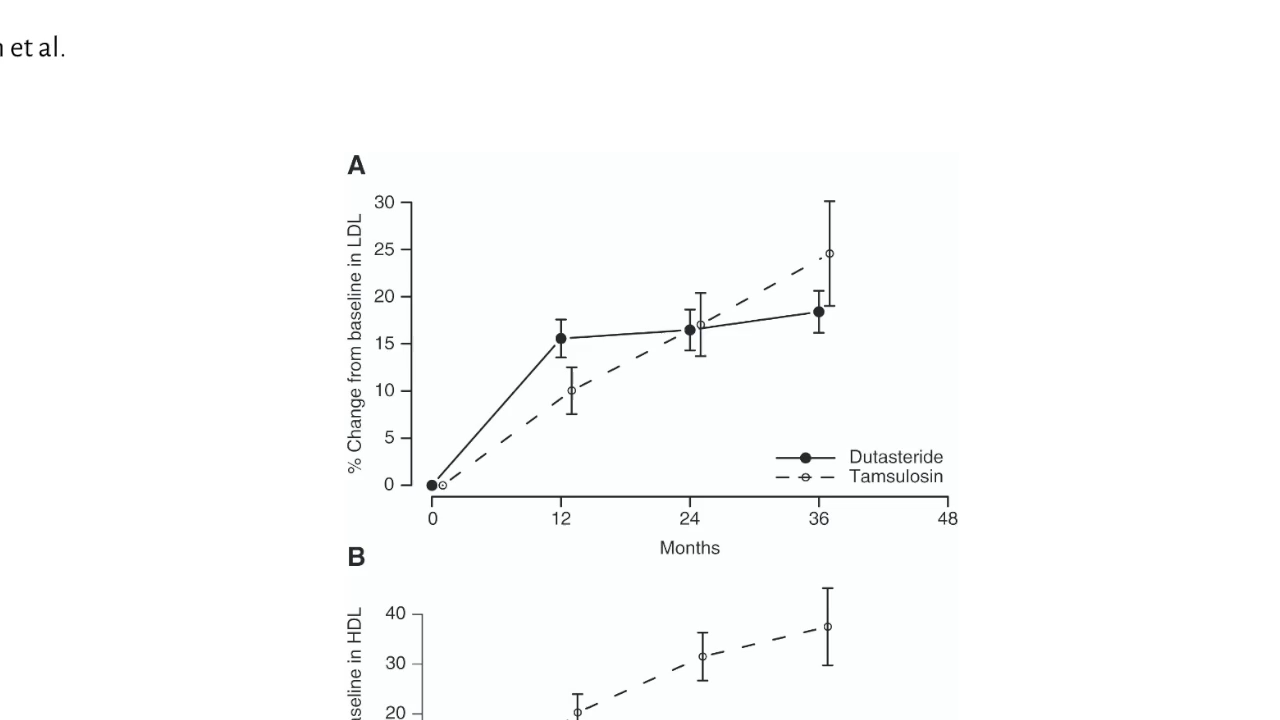 et al.
A
% Change from baseline in LDL
30
25
20
15
10
5
0
Dutasteride
Tamsulosin
0 12 24 36 48
Months
B
in HDL
40
30
20